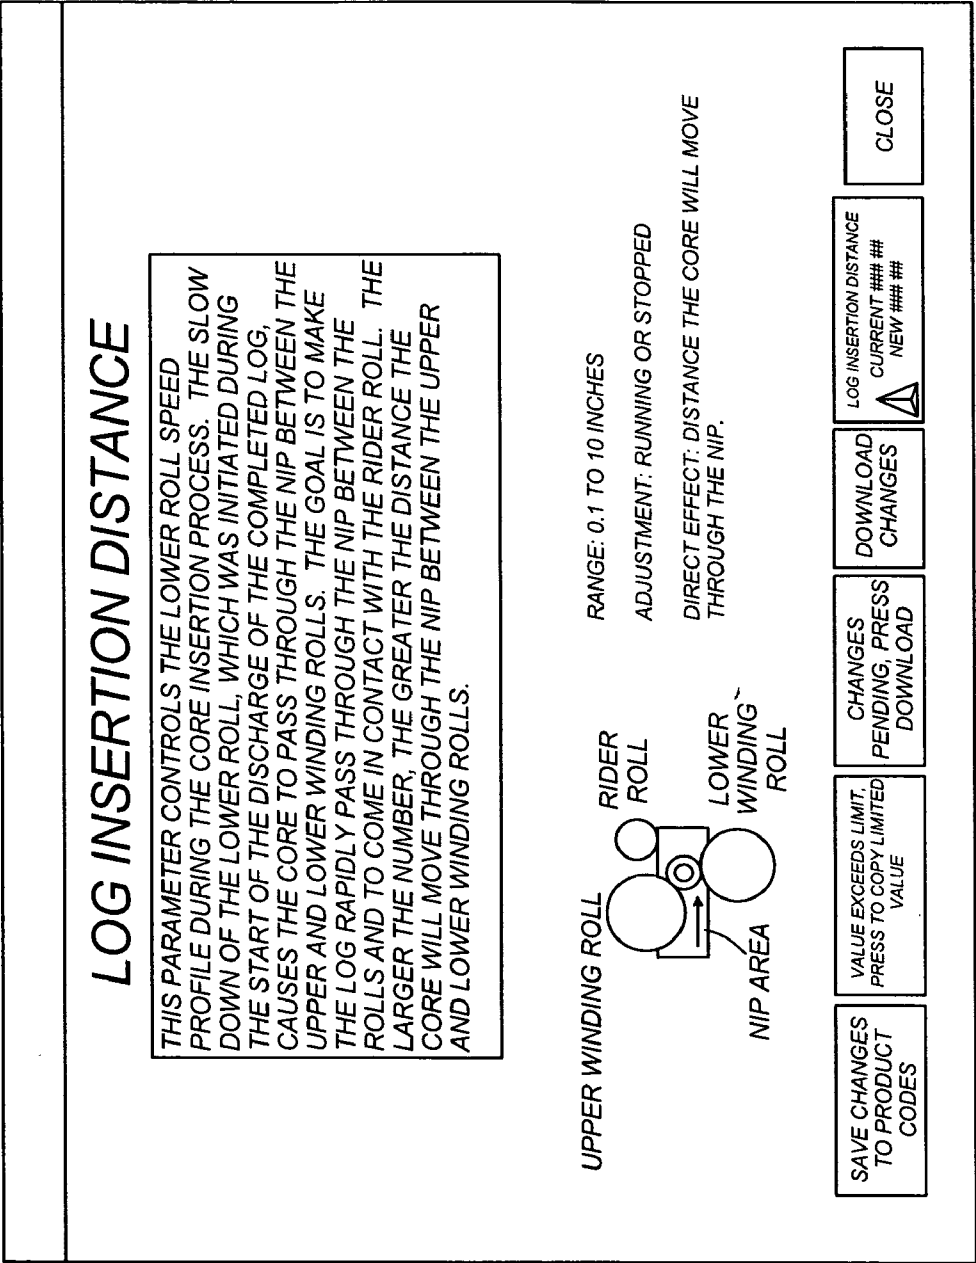 LOG INSERTION DISTANCE
THIS PARAMETER CONTROLS THE LOWER ROLL SPEED
PROFILE DURING THE CORE INSERTION PROCESS. THE SLOW
DOWN OF THE LOWER ROLL, WHICH WAS INITIATED DURING
THE START OF THE DISCHARGE OF THE COMPLETED LOG,
CAUSES THE CORE TO PASS THROUGH THE NIP BETWEEN THE
UPPER AND LOWER WINDING ROLLS. THE GOAL IS TO MAKE
THE LOG RAPIDLY PASS THROUGH THE NIP BETWEEN THE
ROLLS AND TO COME IN CONTACT WITH THE RIDER ROLL. THE
LARGER THE NUMBER, THE GREATER THE DISTANCE THE
CORE WILL MOVE THROUGH THE NIP BETWEEN THE UPPER
AND LOWER WINDING ROLLS.
UPPER WINDING ROLL
RIDER
ROLL
LOWER
WINDING
ROLL
NIP AREA
RANGE: 0.1 TO 10 INCHES
ADJUSTMENT: RUNNING OR STOPPED
DIRECT EFFECT: DISTANCE THE CORE WILL MOVE
THROUGH THE NIP.
SAVE CHANGES
TO PRODUCT
CODES
VALUE EXCEEDS LIMIT,
PRESS TO COPY LIMITED
VALUE
CHANGES
PENDING, PRESS
DOWNLOAD
DOWNLOAD
CHANGES
LOG INSERTION DISTANCE
CURRENT ### ##
NEW ### ##
CLOSE